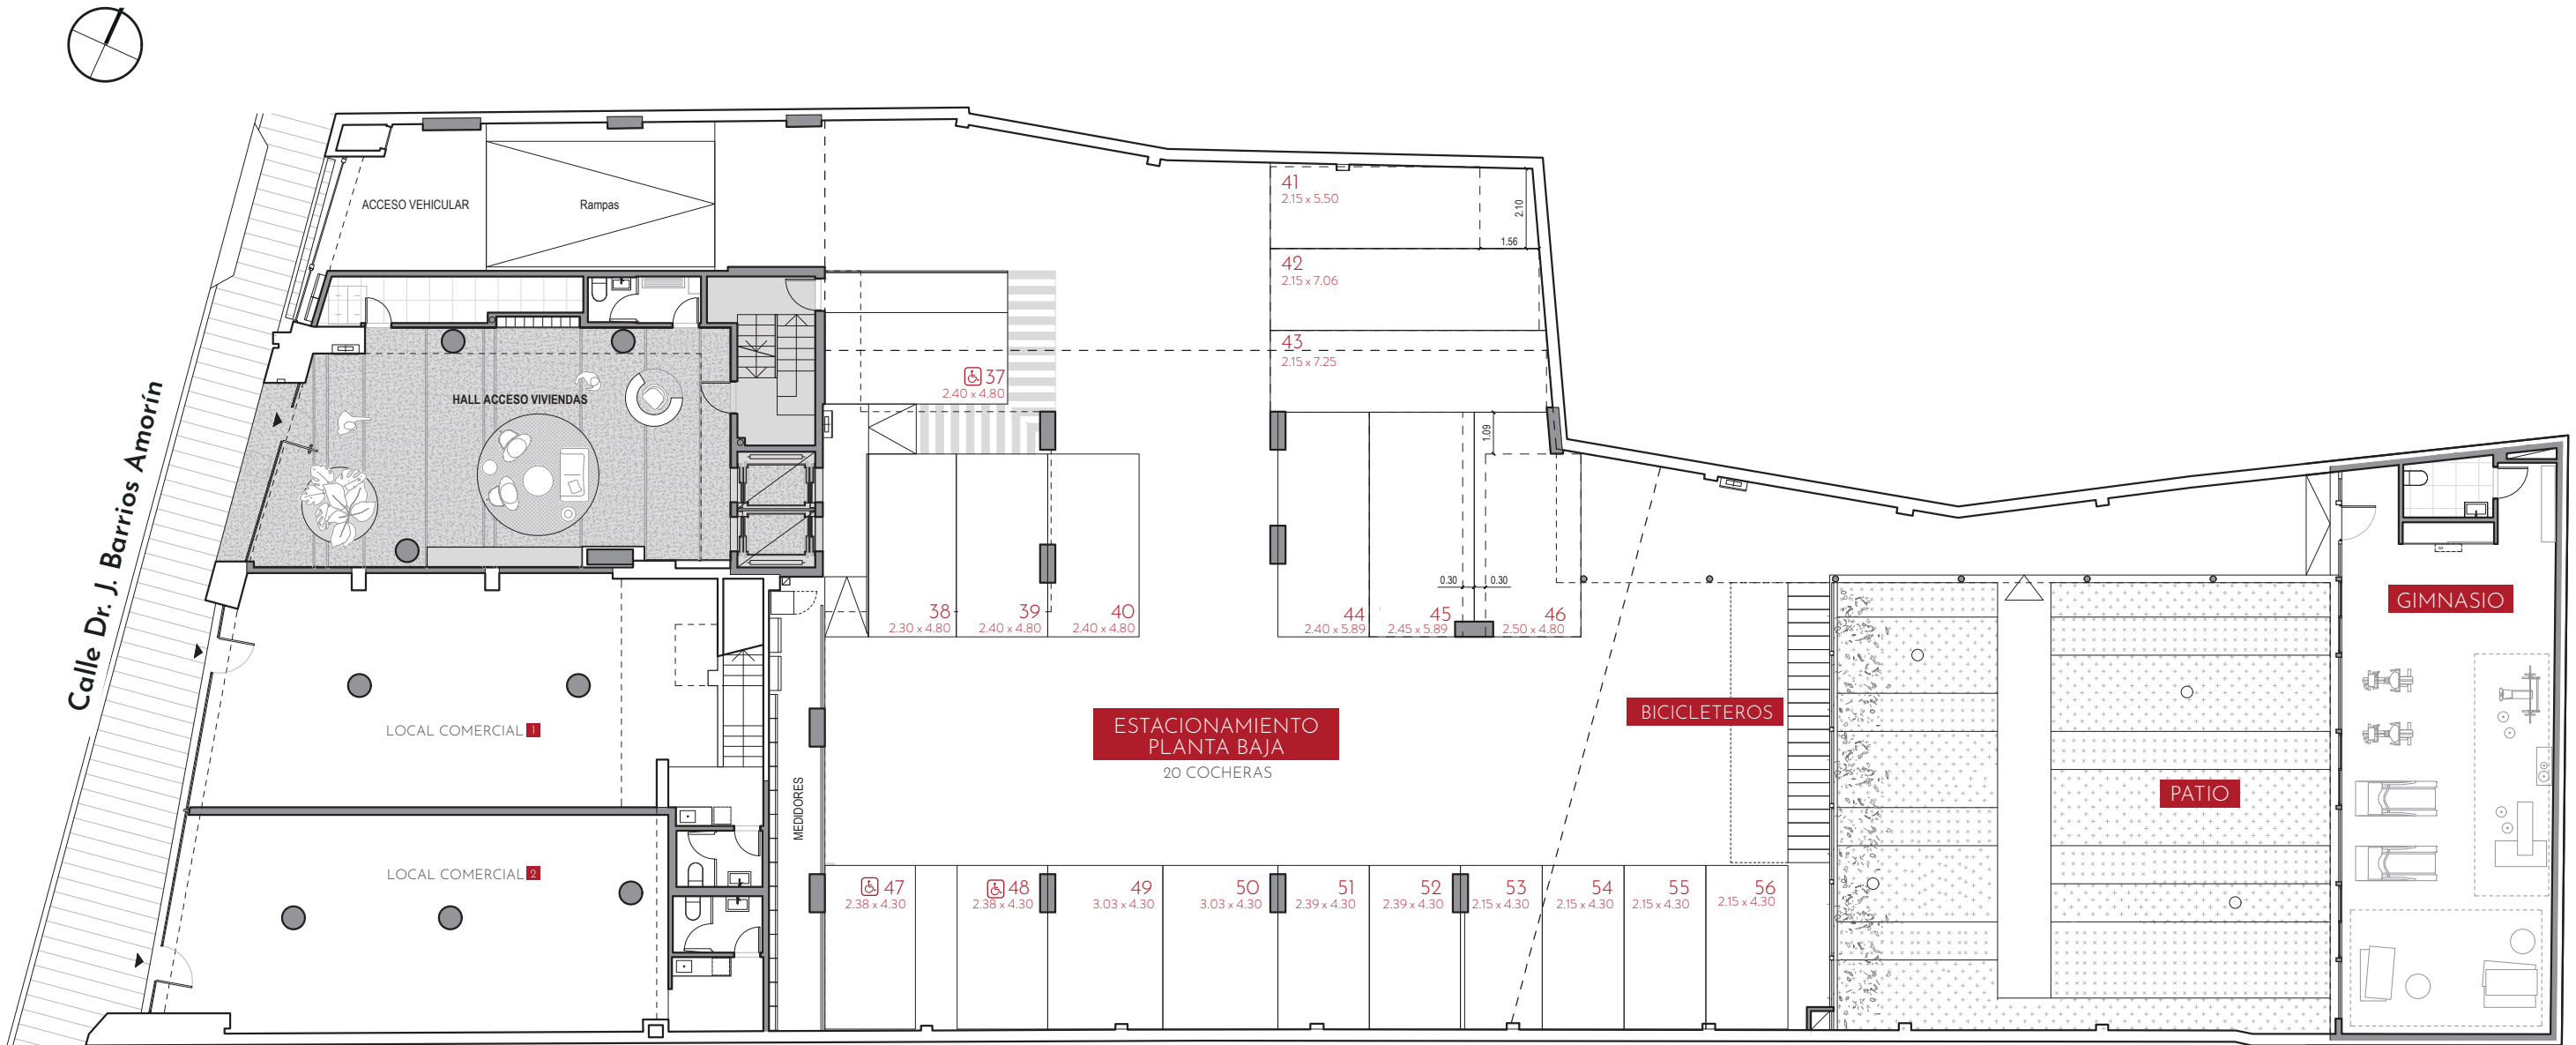 ACCESO VEHICULAR
Rampas
41
2.15 x 5.50
2.10
1.56
42
2.15 x 7.06
43
2.15 x 7.25
37
2.40 x 4.80
HALL ACCESO VIVIENDAS
Calle Dr. J. Barrios Amorín
1.09
0.30
0.30
38
2.30 x 4.80
39
2.40 x 4.80
40
2.40 x 4.80
44
2.40 x 5.89
45
2.45 x 5.89
46
2.50 x 4.80
GIMNASIO
LOCAL COMERCIAL 1
ESTACIONAMIENTO
PLANTA BAJA
20 COCHERAS
BICICLETEROS
PATIO
MEDIDORES
LOCAL COMERCIAL 2
47
2.38 x 4.30
48
2.38 x 4.30
49
3.03 x 4.30
50
3.03 x 4.30
51
2.39 x 4.30
52
2.39 x 4.30
53
2.15 x 4.30
54
2.15 x 4.30
55
2.15 x 4.30
56
2.15 x 4.30